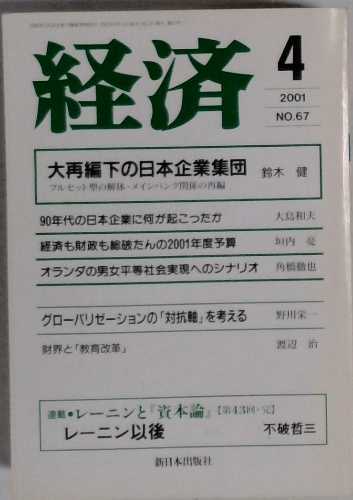 経済
4
2001
NO.67
大再編下の日本企業集団 鈴木 健
フルセット型の解体・メインバンク関係の再編
90年代の日本企業に何が起こったか 大島和夫
経済も財政も総破たんの2001年度予算 垣内 亮
オランダの男女平等社会実現へのシナリオ 角橋徹也
グローバリゼーションの「対抗軸」を考える 野川栄一
財界と「教育改革」 渡辺 治
連載●レーニンと『資本論』【第43回・完】
レーニン以後 不破哲三
新日本出版社